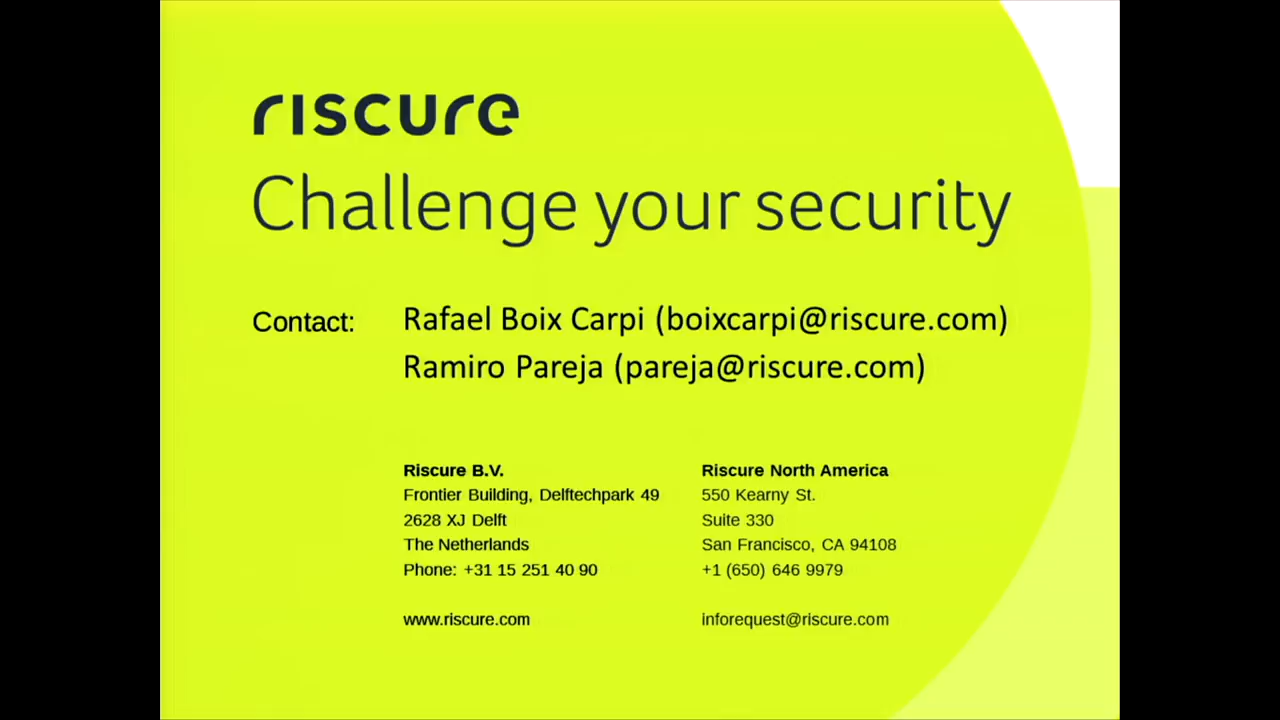 riscure
Challenge your security
Contact: Rafael Boix Carpi (boixcarpi@riscure.com)
Ramiro Pareja (pareja@riscure.com)
Riscure B.V.
Frontier Building, Delftechpark 49
2628 XJ Delft
The Netherlands
Phone: +31 15 251 40 90
www.riscure.com
Riscure North America
550 Kearny St.
Suite 330
San Francisco, CA 94108
+1 (650) 646 9979
inforequest@riscure.com